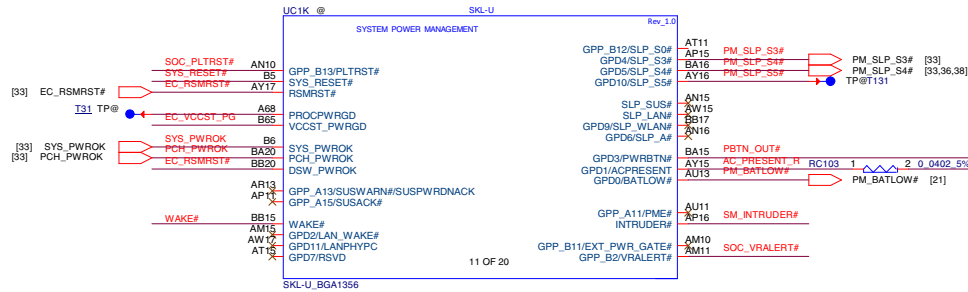 UC1K @ SKL-U
Rev_1.0
SYSTEM POWER MANAGEMENT
AT11
GPP_B12/SLP_S0#
SOC_PLTRST# AN10 GPP_B13/PLTRST#
SYS_RESET# B5 SYS_RESET#
[33] EC_RSMRST# EC_RSMRST# AY17 RSMRST#
GPD4/SLP_S3# AP15 PM_SLP_S3# PM_SLP_S3# [33]
GPD5/SLP_S4# BA16 PM_SLP_S4# PM_SLP_S4# [33,36,38]
GPD10/SLP_S5# AY16 PM_SLP_S5# TP@T131
T31 TP@ A68 PROCPWRGD
EC_VCCST_PG B65 VCCST_PWRGD
SLP_SUS# AN15
SLP_LAN# AW15
GPD9/SLP_WLAN# BB17
GPD6/SLP_A# AN16
[33] SYS_PWROK SYS_PWROK B6 SYS_PWROK
[33] PCH_PWROK PCH_PWROK BA20 PCH_PWROK
EC_RSMRST# BB20 DSW_PWROK
GPD3/PWRBTN# BA15 PBTN_OUT#
GPD1/ACPRESENT AY15 AC_PRESENT_R RC103 1 2 0_0402_5%
GPD0/BATLOW# AU13 PM_BATLOW# PM_BATLOW# [21]
AR13 GPP_A13/SUSWARN#/SUSPWRDNACK
AP11 GPP_A15/SUSACK#
GPP_A11/PME# AU11
INTRUDER# AP16 SM_INTRUDER#
WAKE# BB15 WAKE#
AM15 GPD2/LAN_WAKE#
AW17 GPD11/LANPHYPC
AT15 GPD7/RSVD
GPP_B11/EXT_PWR_GATE# AM10
GPP_B2/VRALERT# AM11 SOC_VRALERT#
11 OF 20
SKL-U_BGA1356